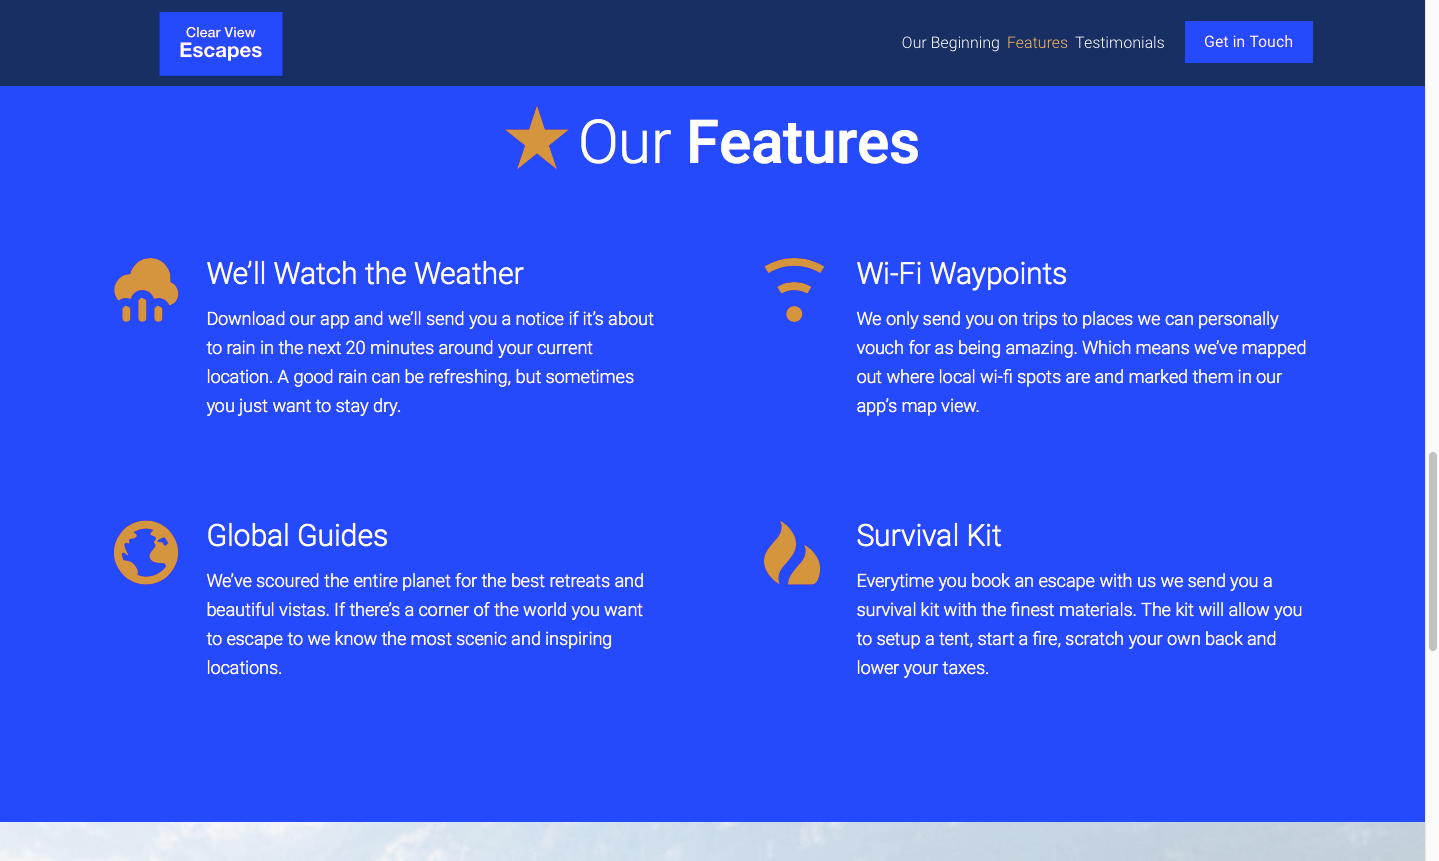 Clear View
Escapes
Our Beginning Features Testimonials
Get in Touch
Our Features
We’ll Watch the Weather
Download our app and we’ll send you a notice if it’s about
to rain in the next 20 minutes around your current
location. A good rain can be refreshing, but sometimes
you just want to stay dry.
Wi-Fi Waypoints
We only send you on trips to places we can personally
vouch for as being amazing. Which means we’ve mapped
out where local wi-fi spots are and marked them in our
app’s map view.
Global Guides
We’ve scoured the entire planet for the best retreats and
beautiful vistas. If there’s a corner of the world you want
to escape to we know the most scenic and inspiring
locations.
Survival Kit
Everytime you book an escape with us we send you a
survival kit with the finest materials. The kit will allow you
to setup a tent, start a fire, scratch your own back and
lower your taxes.